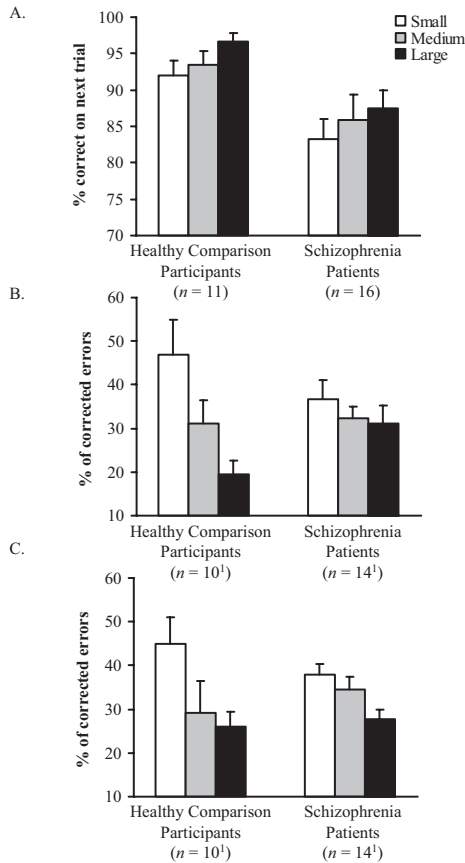 A.
Small
Medium
Large
% correct on next trial
100
95
90
85
80
75
70
Healthy Comparison
Participants
(n = 11)
Schizophrenia
Patients
(n = 16)
B.
% of corrected errors
60
50
40
30
20
10
Healthy Comparison
Participants
(n = 10¹)
Schizophrenia
Patients
(n = 14¹)
C.
% of corrected errors
60
50
40
30
20
10
Healthy Comparison
Participants
(n = 10¹)
Schizophrenia
Patients
(n = 14¹)